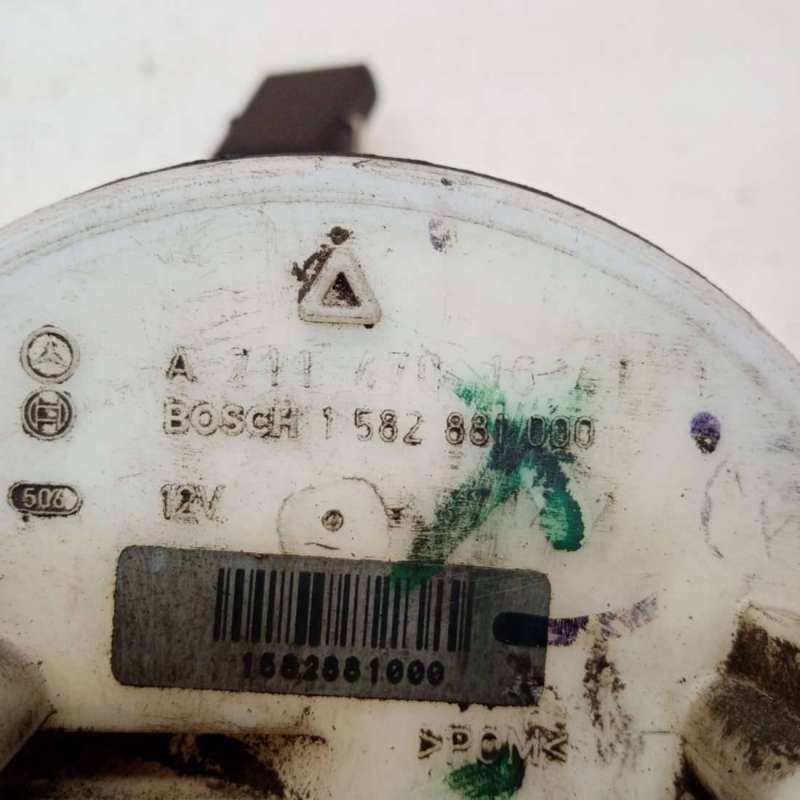 A 211 470
BOSCH 1 582 881 000
506 12V
1582881000
>POM<